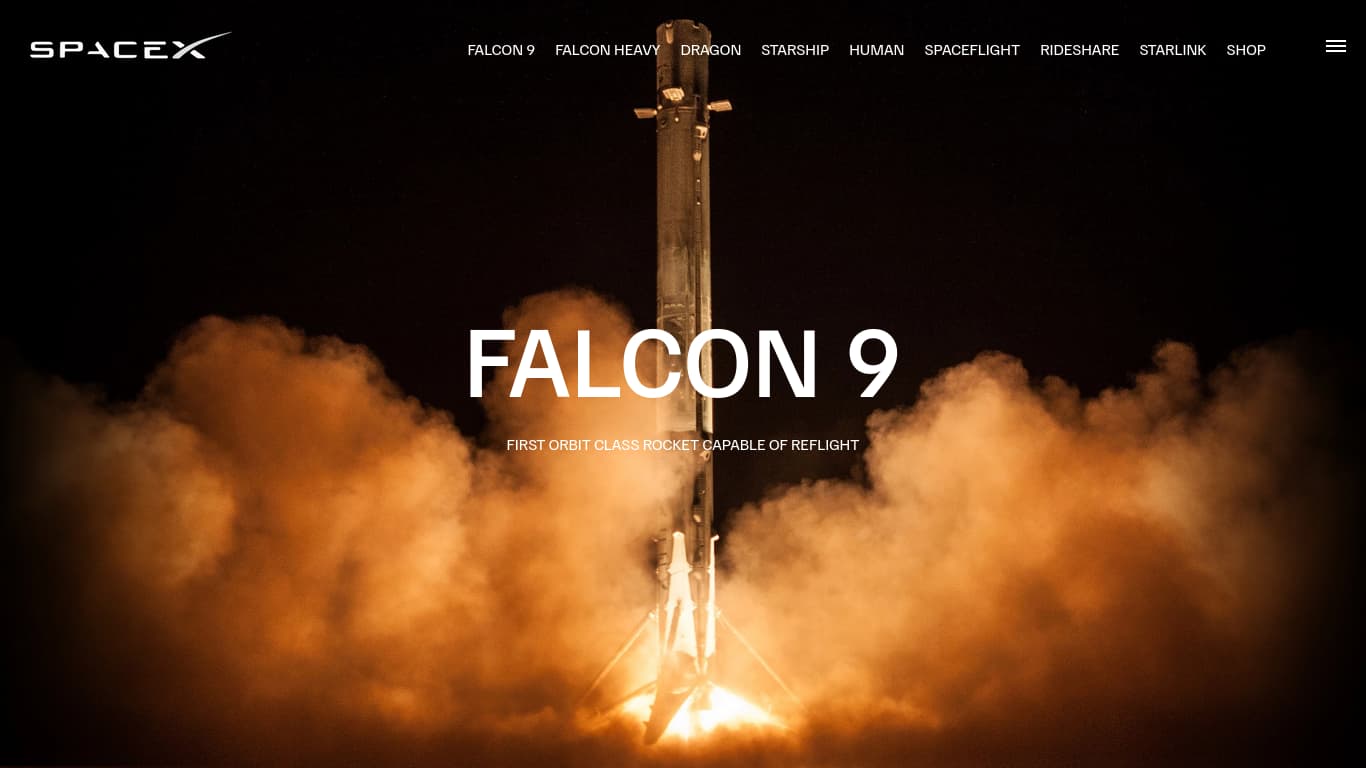 SPACEX
FALCON 9 FALCON HEAVY DRAGON STARSHIP HUMAN SPACEFLIGHT RIDESHARE STARLINK SHOP
FALCON 9
FIRST ORBIT CLASS ROCKET CAPABLE OF REFLIGHT